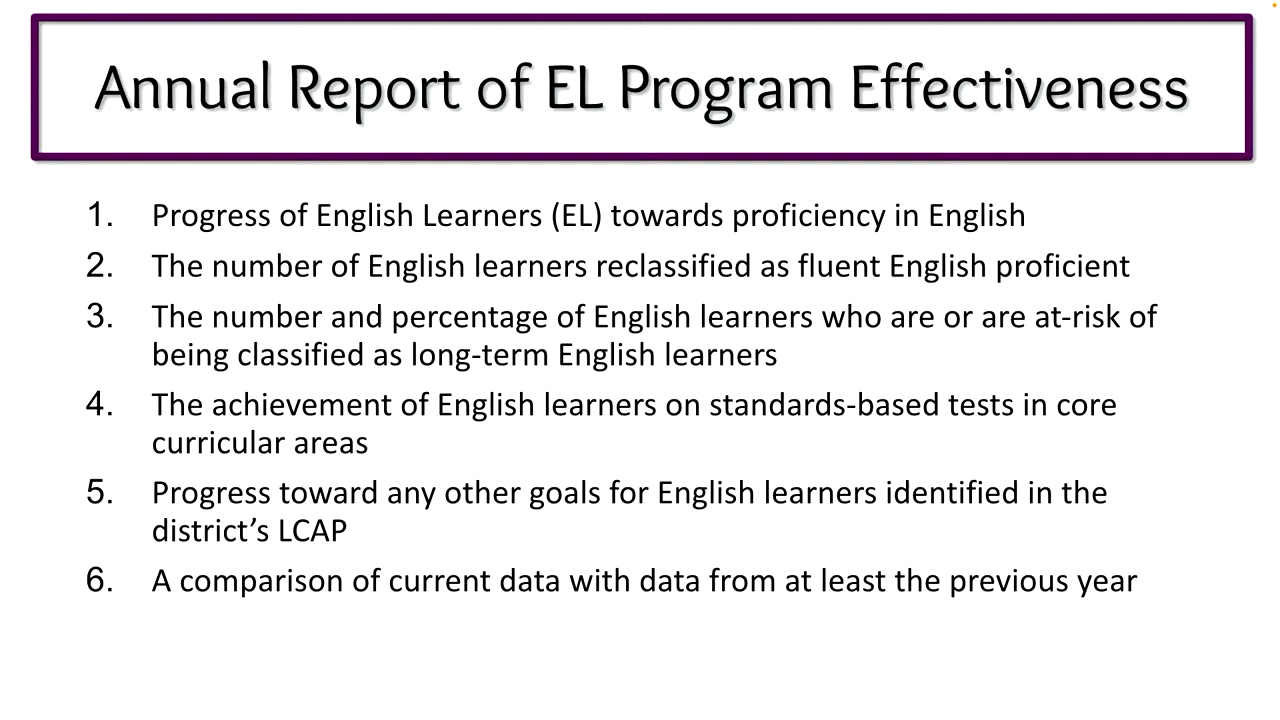 Annual Report of EL Program Effectiveness
1. Progress of English Learners (EL) towards proficiency in English
2. The number of English learners reclassified as fluent English proficient
3. The number and percentage of English learners who are or are at-risk of
being classified as long-term English learners
4. The achievement of English learners on standards-based tests in core
curricular areas
5. Progress toward any other goals for English learners identified in the
district’s LCAP
6. A comparison of current data with data from at least the previous year